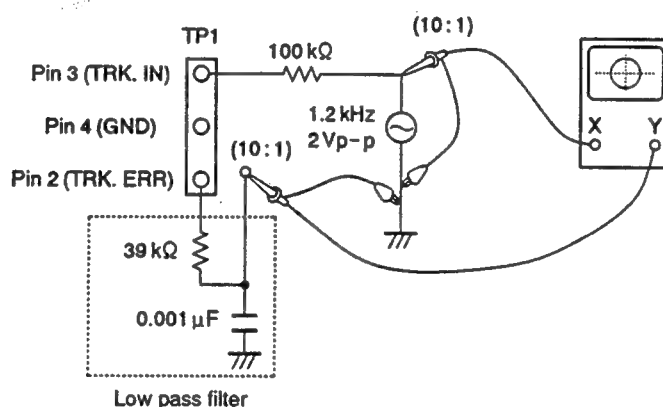 TP1
(10 : 1)
100 kΩ
Pin 3 (TRK. IN)
Pin 4 (GND)
1.2 kHz
2 Vp-p
X
Y
(10 : 1)
Pin 2 (TRK. ERR)
39 kΩ
0.001 µF
Low pass filter